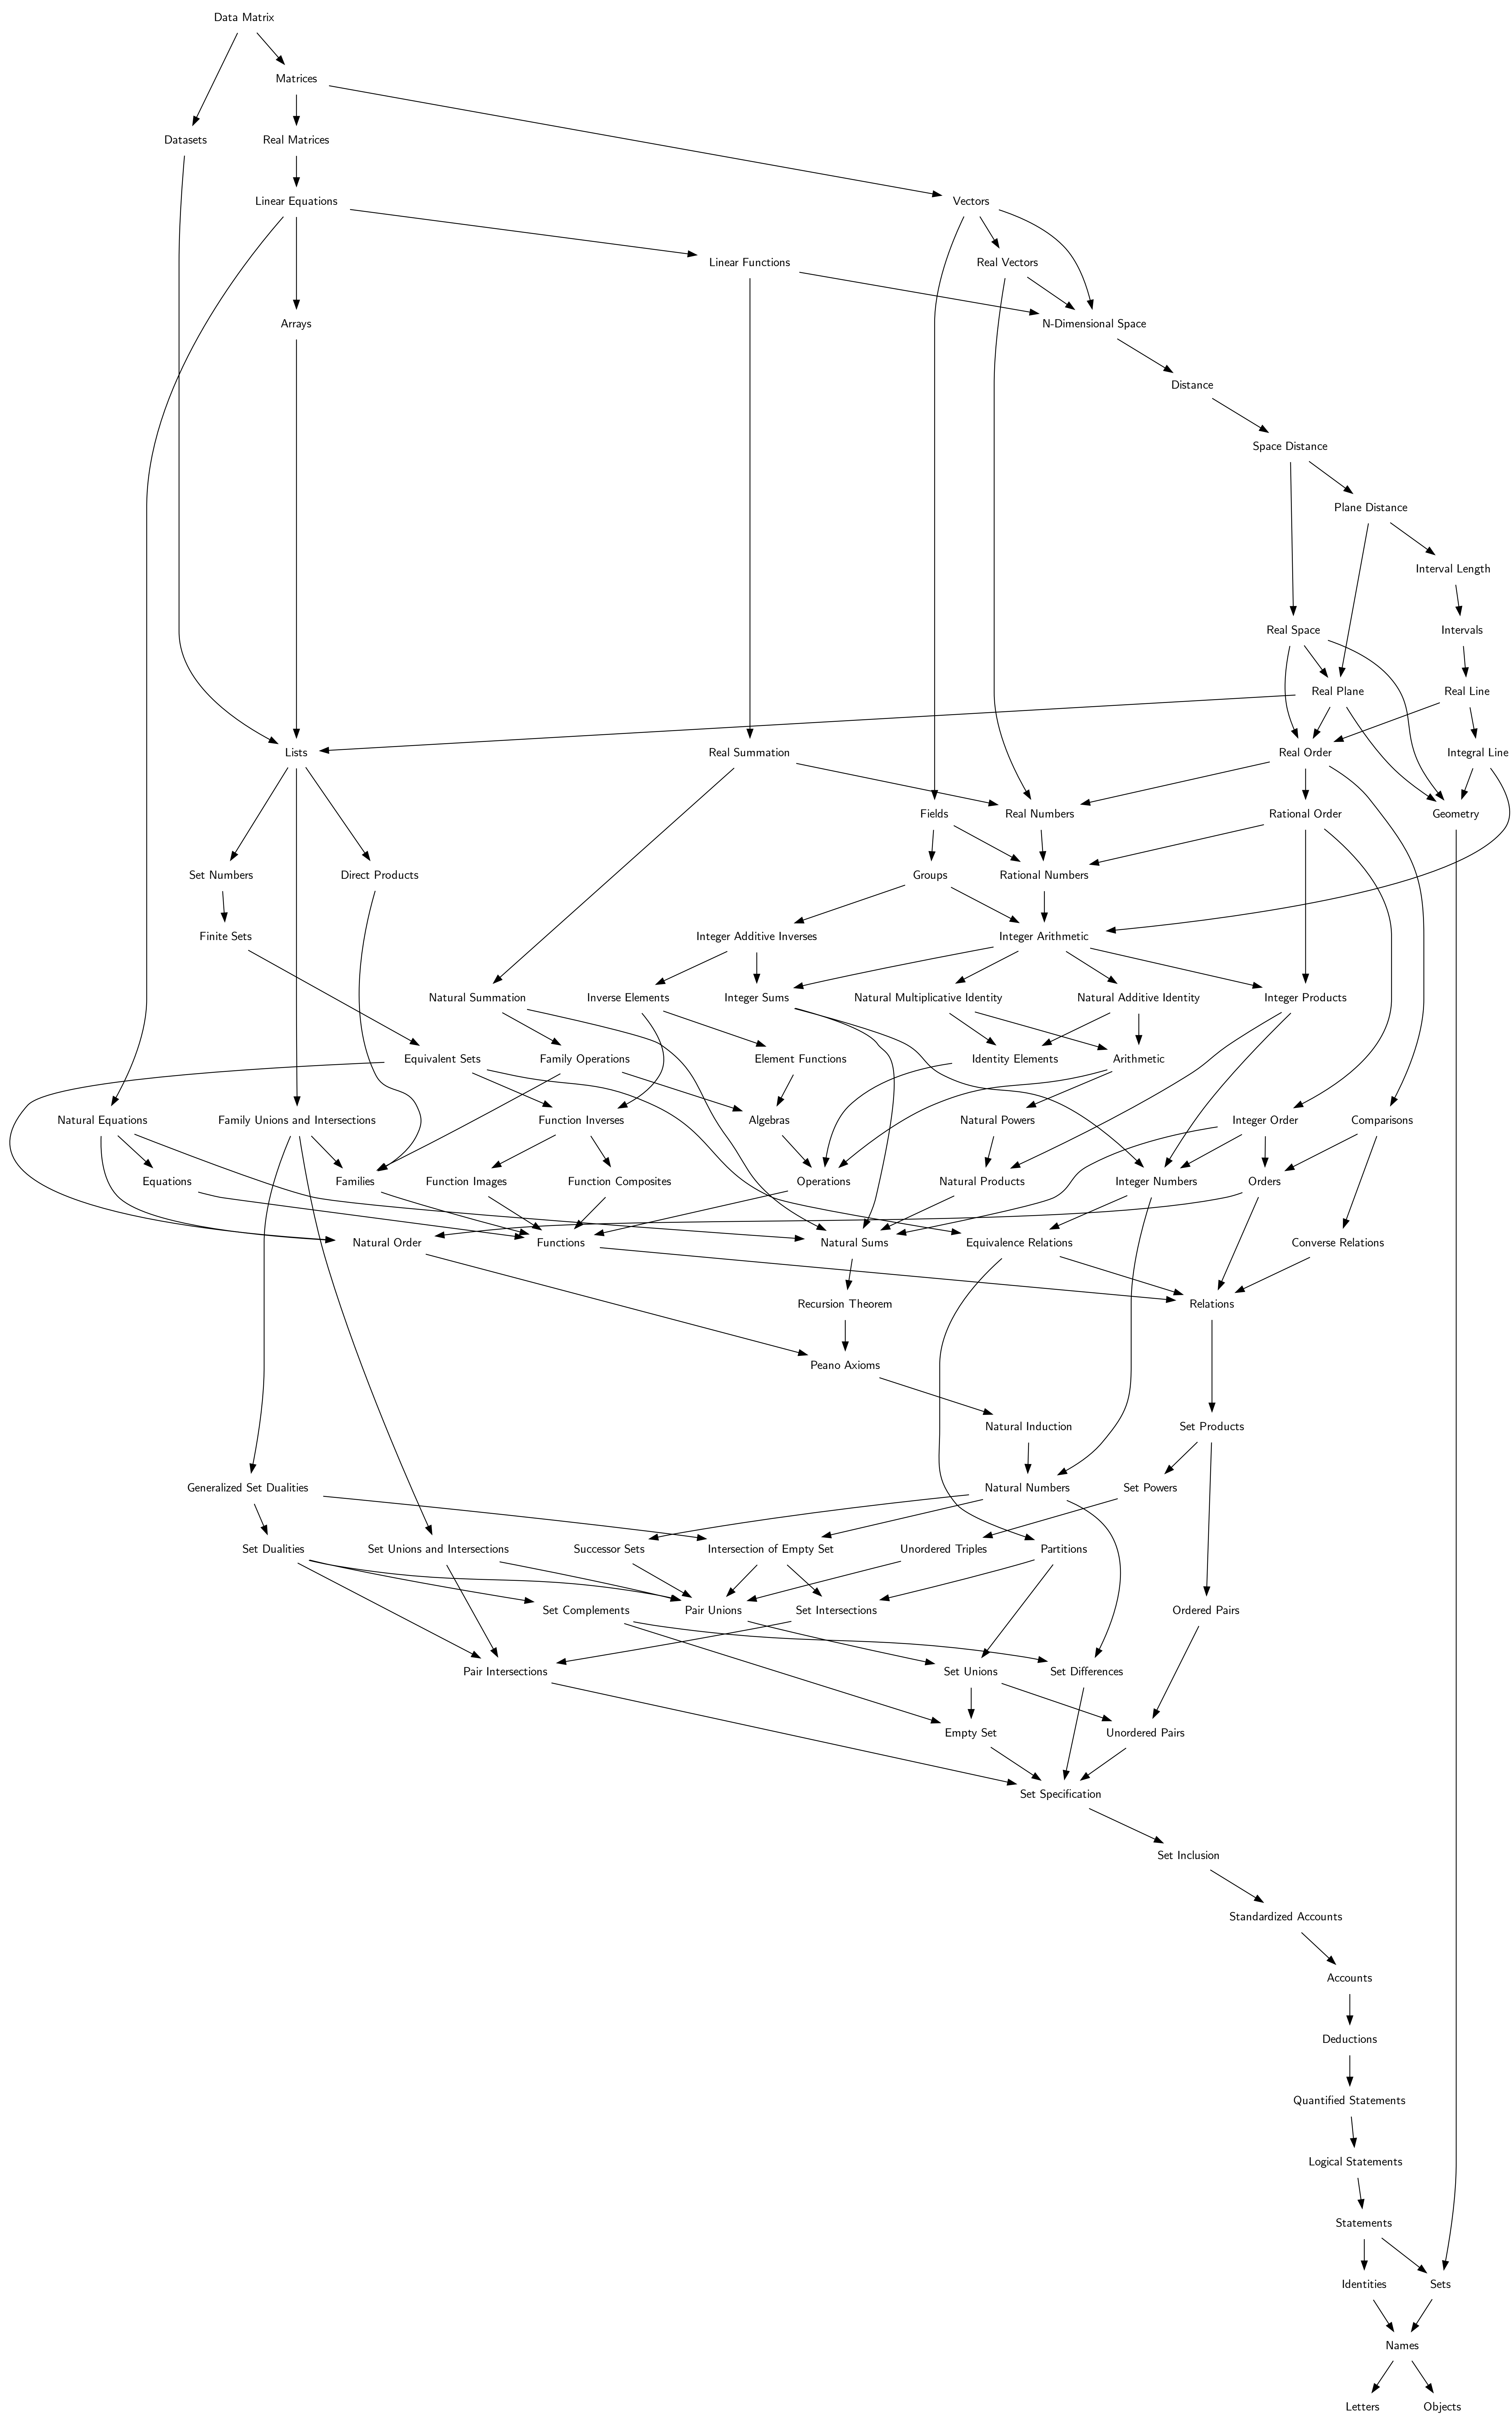 Data Matrix
Matrices
Datasets
Real Matrices
Linear Equations
Vectors
Linear Functions
Real Vectors
Arrays
N-Dimensional Space
Distance
Space Distance
Plane Distance
Interval Length
Real Space
Intervals
Real Plane
Real Line
Lists
Real Summation
Real Order
Integral Line
Fields
Real Numbers
Rational Order
Geometry
Set Numbers
Direct Products
Groups
Rational Numbers
Finite Sets
Integer Additive Inverses
Integer Arithmetic
Natural Summation
Inverse Elements
Integer Sums
Natural Multiplicative Identity
Natural Additive Identity
Integer Products
Equivalent Sets
Family Operations
Element Functions
Identity Elements
Arithmetic
Natural Equations
Family Unions and Intersections
Function Inverses
Algebras
Natural Powers
Integer Order
Comparisons
Equations
Families
Function Images
Function Composites
Operations
Natural Products
Integer Numbers
Orders
Natural Order
Functions
Natural Sums
Equivalence Relations
Converse Relations
Recursion Theorem
Relations
Peano Axioms
Natural Induction
Set Products
Generalized Set Dualities
Natural Numbers
Set Powers
Set Dualities
Set Unions and Intersections
Successor Sets
Intersection of Empty Set
Unordered Triples
Partitions
Set Complements
Pair Unions
Set Intersections
Ordered Pairs
Pair Intersections
Set Unions
Set Differences
Empty Set
Unordered Pairs
Set Specification
Set Inclusion
Standardized Accounts
Accounts
Deductions
Quantified Statements
Logical Statements
Statements
Identities
Sets
Names
Letters
Objects